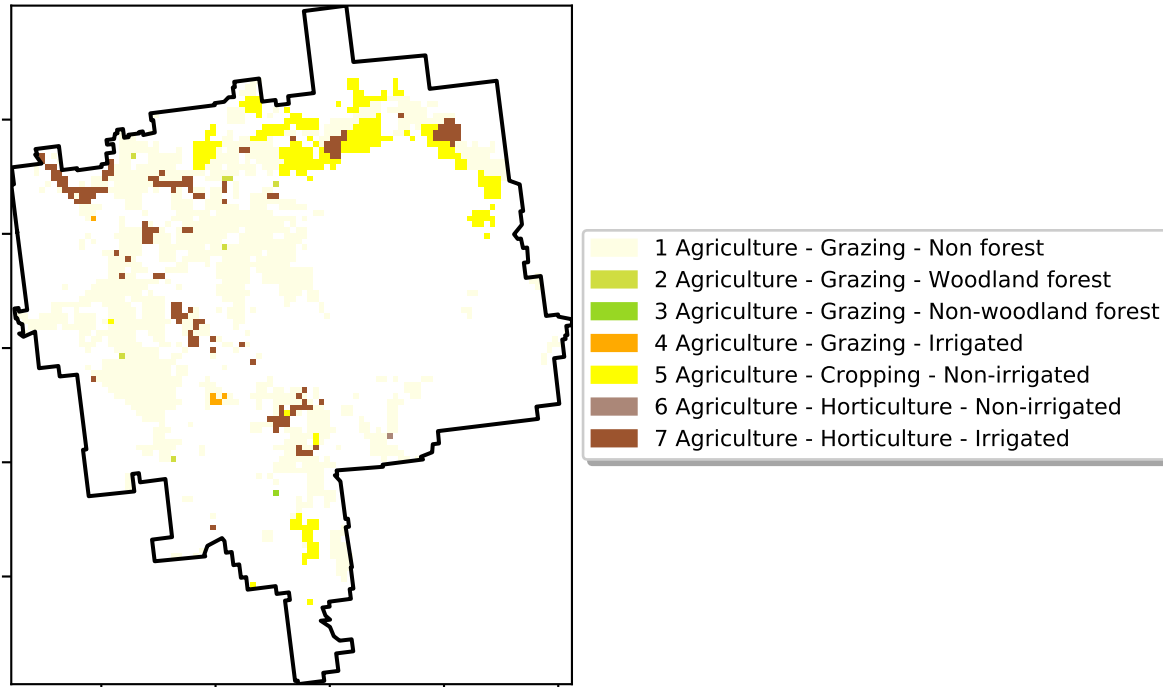 1 Agriculture - Grazing - Non forest
2 Agriculture - Grazing - Woodland forest
3 Agriculture - Grazing - Non-woodland forest
4 Agriculture - Grazing - Irrigated
5 Agriculture - Cropping - Non-irrigated
6 Agriculture - Horticulture - Non-irrigated
7 Agriculture - Horticulture - Irrigated